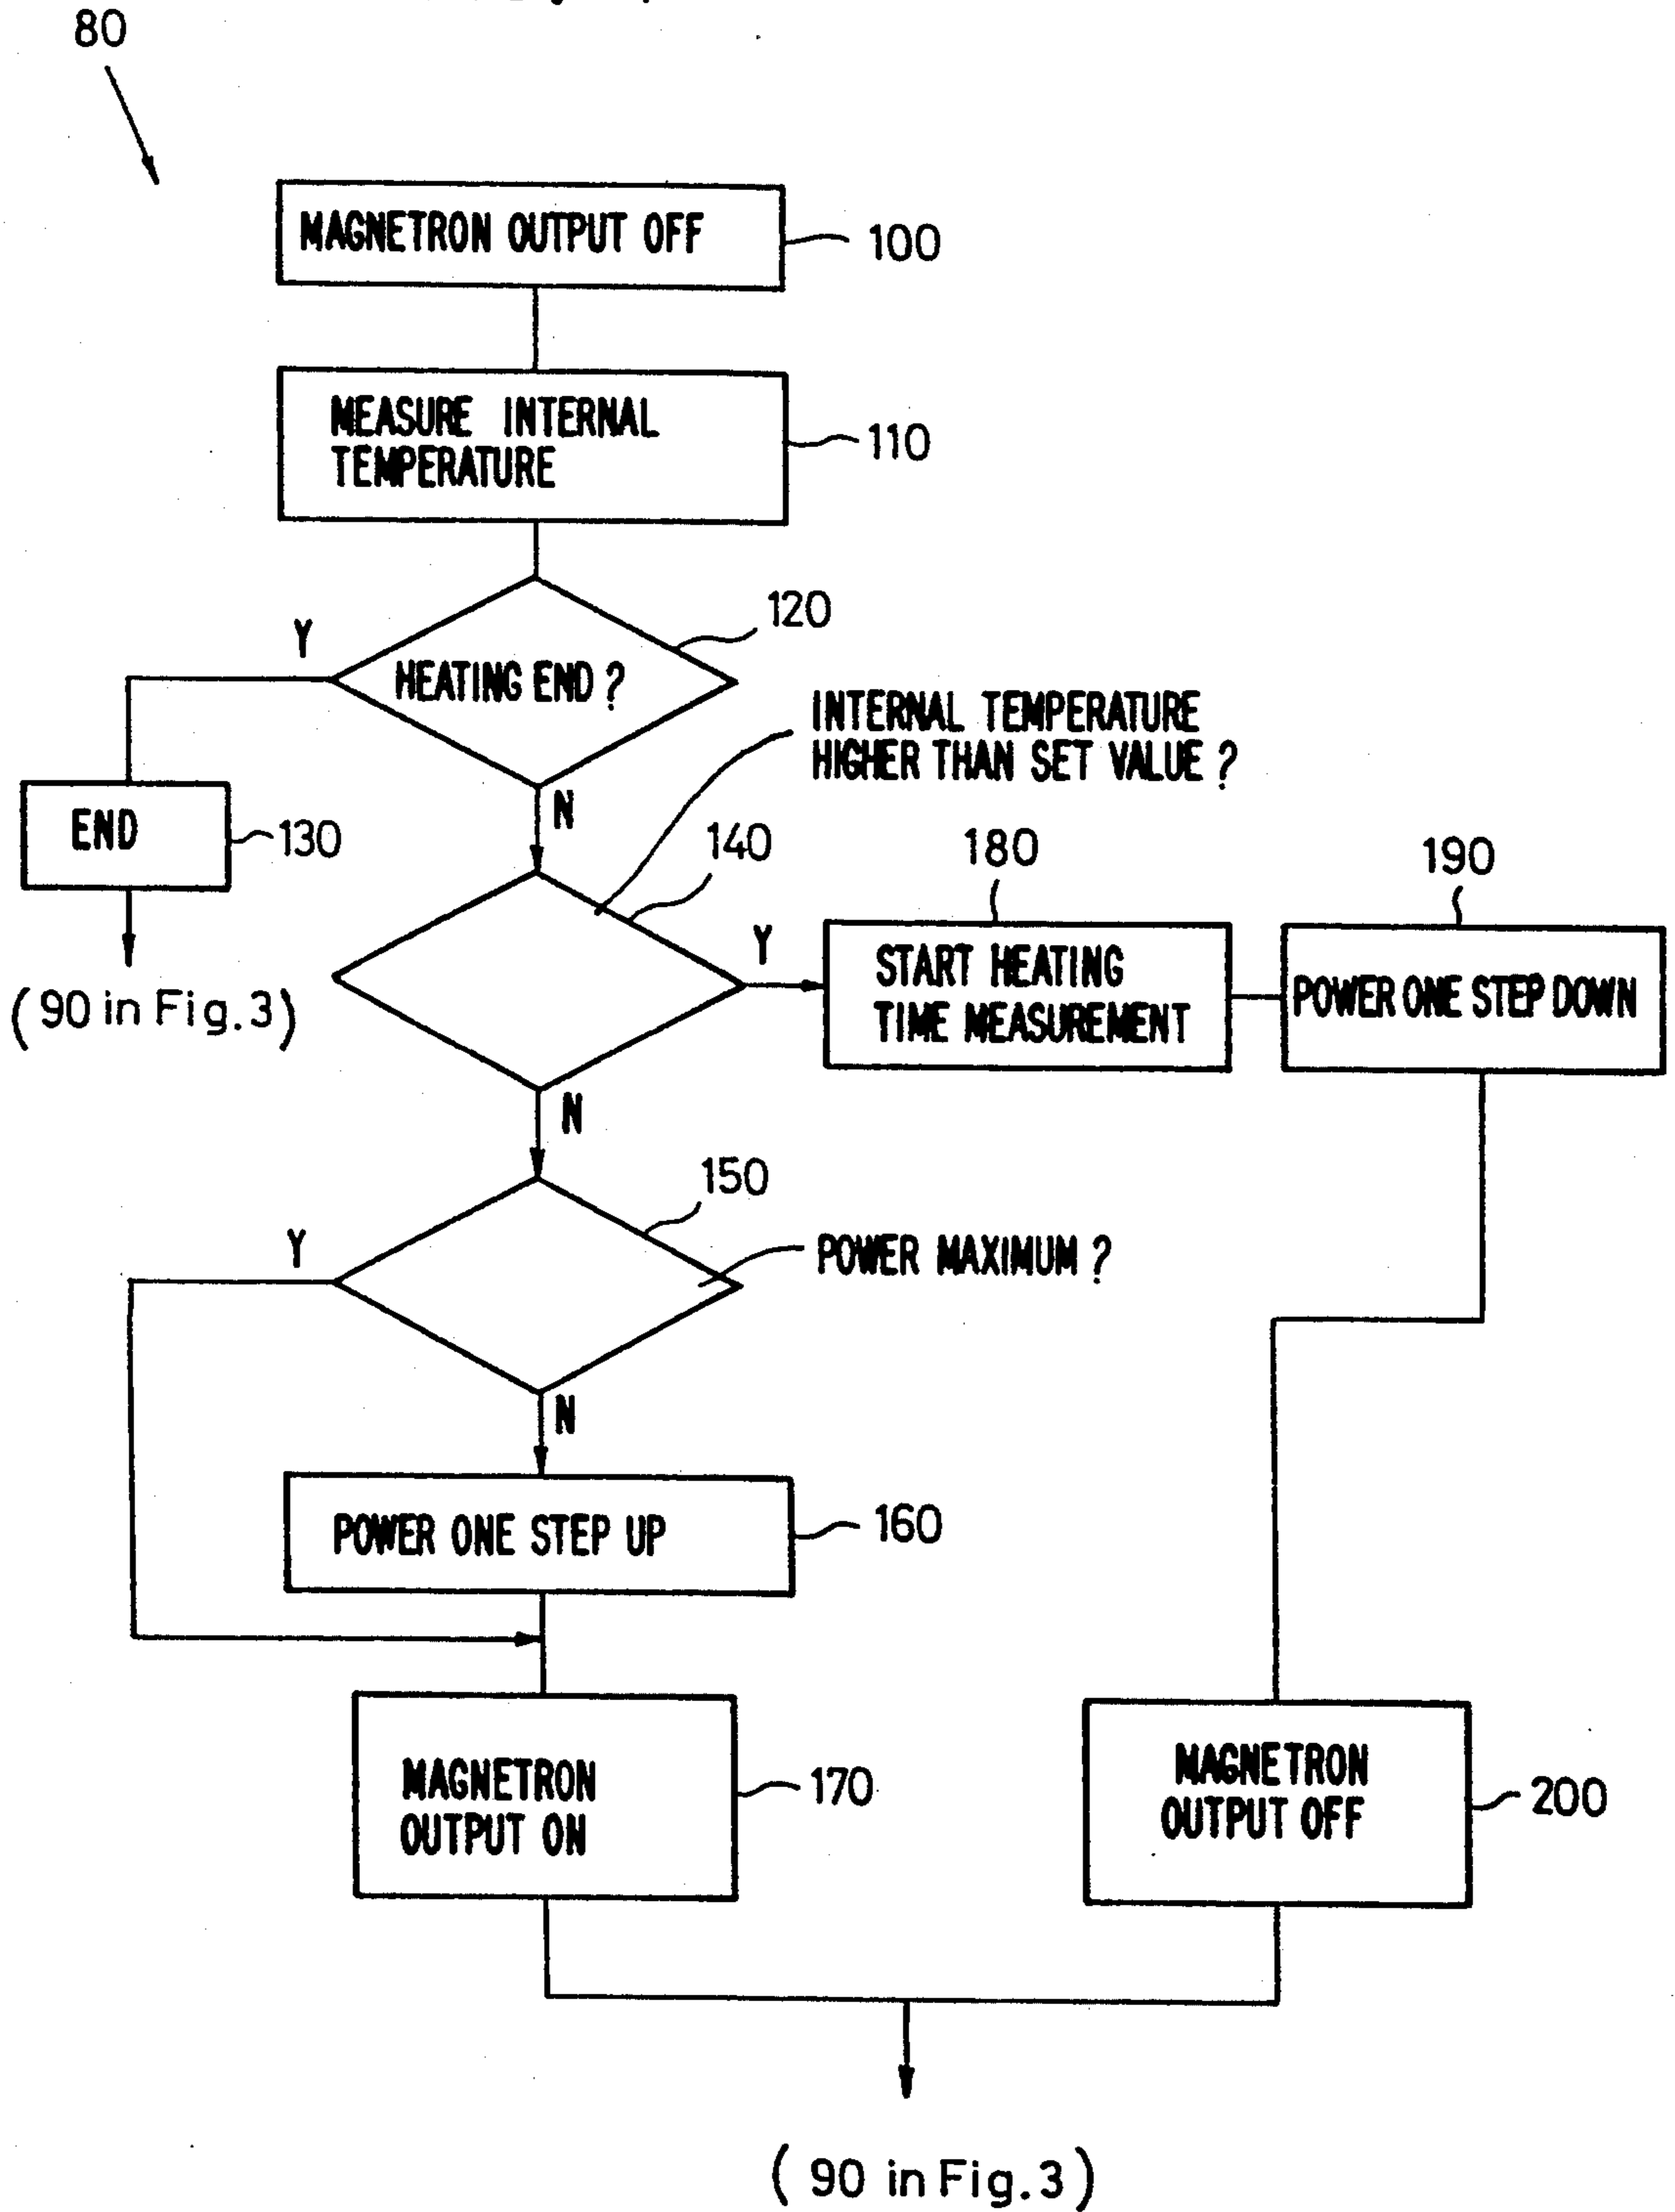 80
MAGNETRON OUTPUT OFF
100
MEASURE INTERNAL
TEMPERATURE
110
120
Y
HEATING END ?
INTERNAL TEMPERATURE
HIGHER THAN SET VALUE ?
N
END
130
140
180
190
Y
START HEATING
TIME MEASUREMENT
POWER ONE STEP DOWN
(90 in Fig. 3)
N
150
Y
POWER MAXIMUM ?
N
POWER ONE STEP UP
160
MAGNETRON
OUTPUT ON
170
MAGNETRON
OUTPUT OFF
200
(90 in Fig. 3)